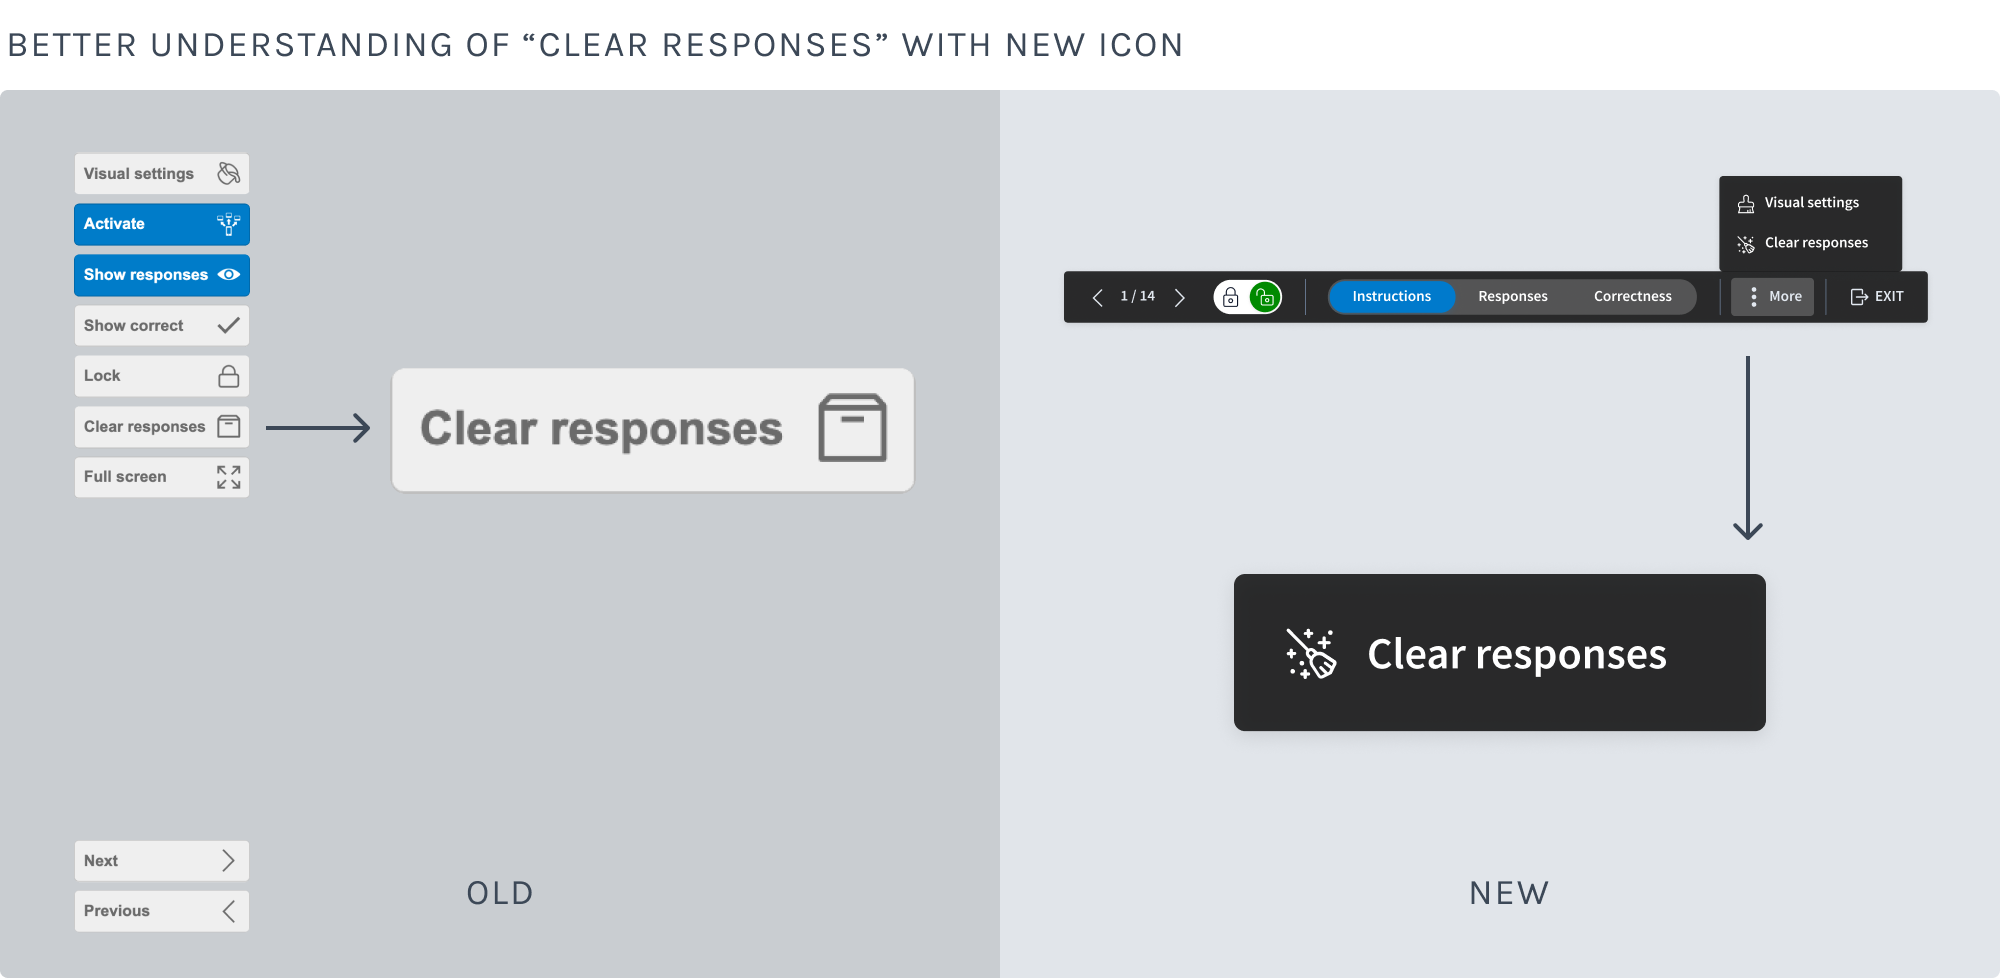 BETTER UNDERSTANDING OF “CLEAR RESPONSES” WITH NEW ICON
Visual settings
Activate
Show responses
Show correct
Lock
Clear responses
Full screen
Clear responses
Next
Previous
OLD
Visual settings
Clear responses
1 / 14
Instructions
Responses
Correctness
More
EXIT
Clear responses
NEW